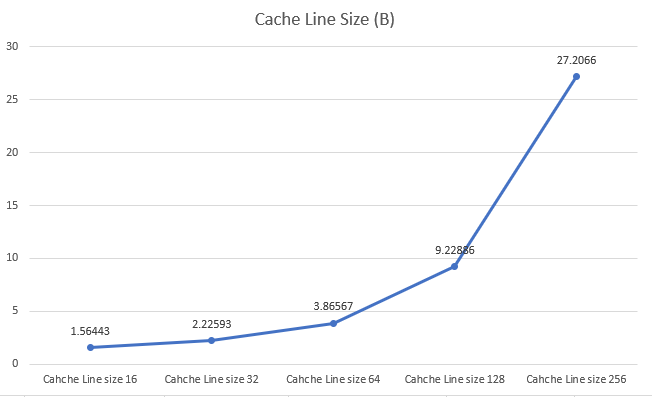 Cache Line Size (B)
30
27.2066
25
20
15
10
9.22886
5
3.86567
2.22593
1.56443
0
Cahche Line size 16
Cahche Line size 32
Cahche Line size 64
Cahche Line size 128
Cahche Line size 256